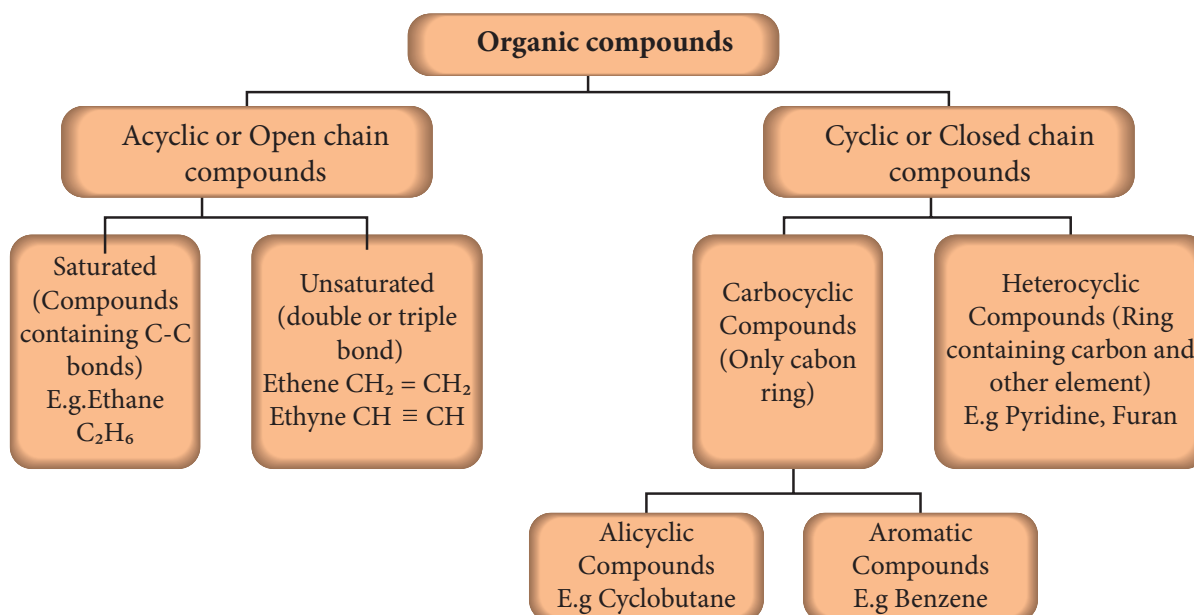 Organic compounds
Acyclic or Open chain
compounds
Cyclic or Closed chain
compounds
Saturated
(Compounds
containing C-C
bonds)
E.g.Ethane
C₂H₆
Unsaturated
(double or triple
bond)
Ethene CH₂ = CH₂
Ethyne CH ≡ CH
Carbocyclic
Compounds
(Only cabon
ring)
Heterocyclic
Compounds (Ring
containing carbon and
other element)
E.g Pyridine, Furan
Alicyclic
Compounds
E.g Cyclobutane
Aromatic
Compounds
E.g Benzene